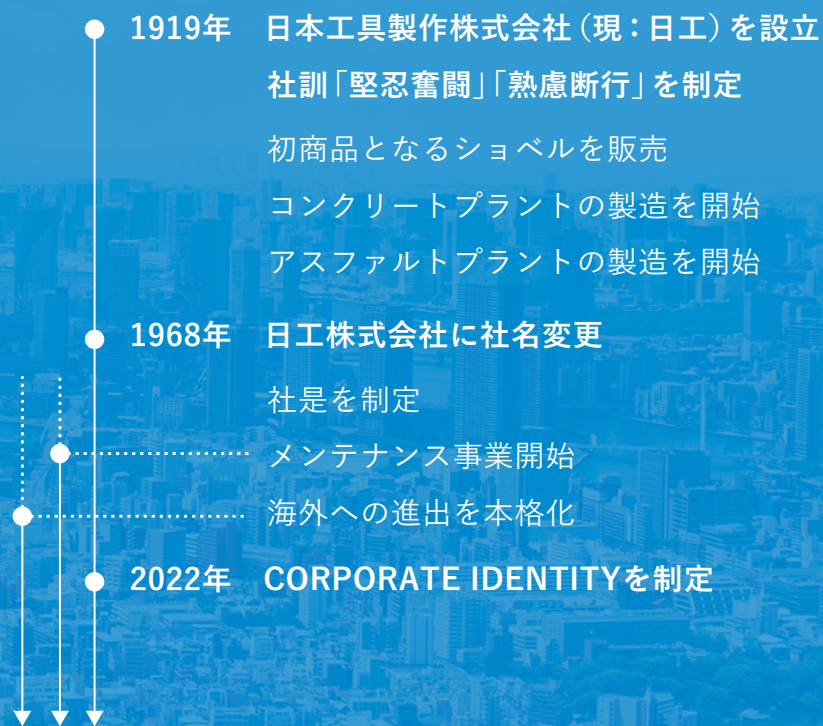 1919年 日本工具製作株式会社(現:日工)を設立
社訓「堅忍奮闘」「熟慮断行」を制定
初商品となるショベルを販売
コンクリートプラントの製造を開始
アスファルトプラントの製造を開始
1968年 日工株式会社に社名変更
社是を制定
メンテナンス事業開始
海外への進出を本格化
2022年 CORPORATE IDENTITYを制定